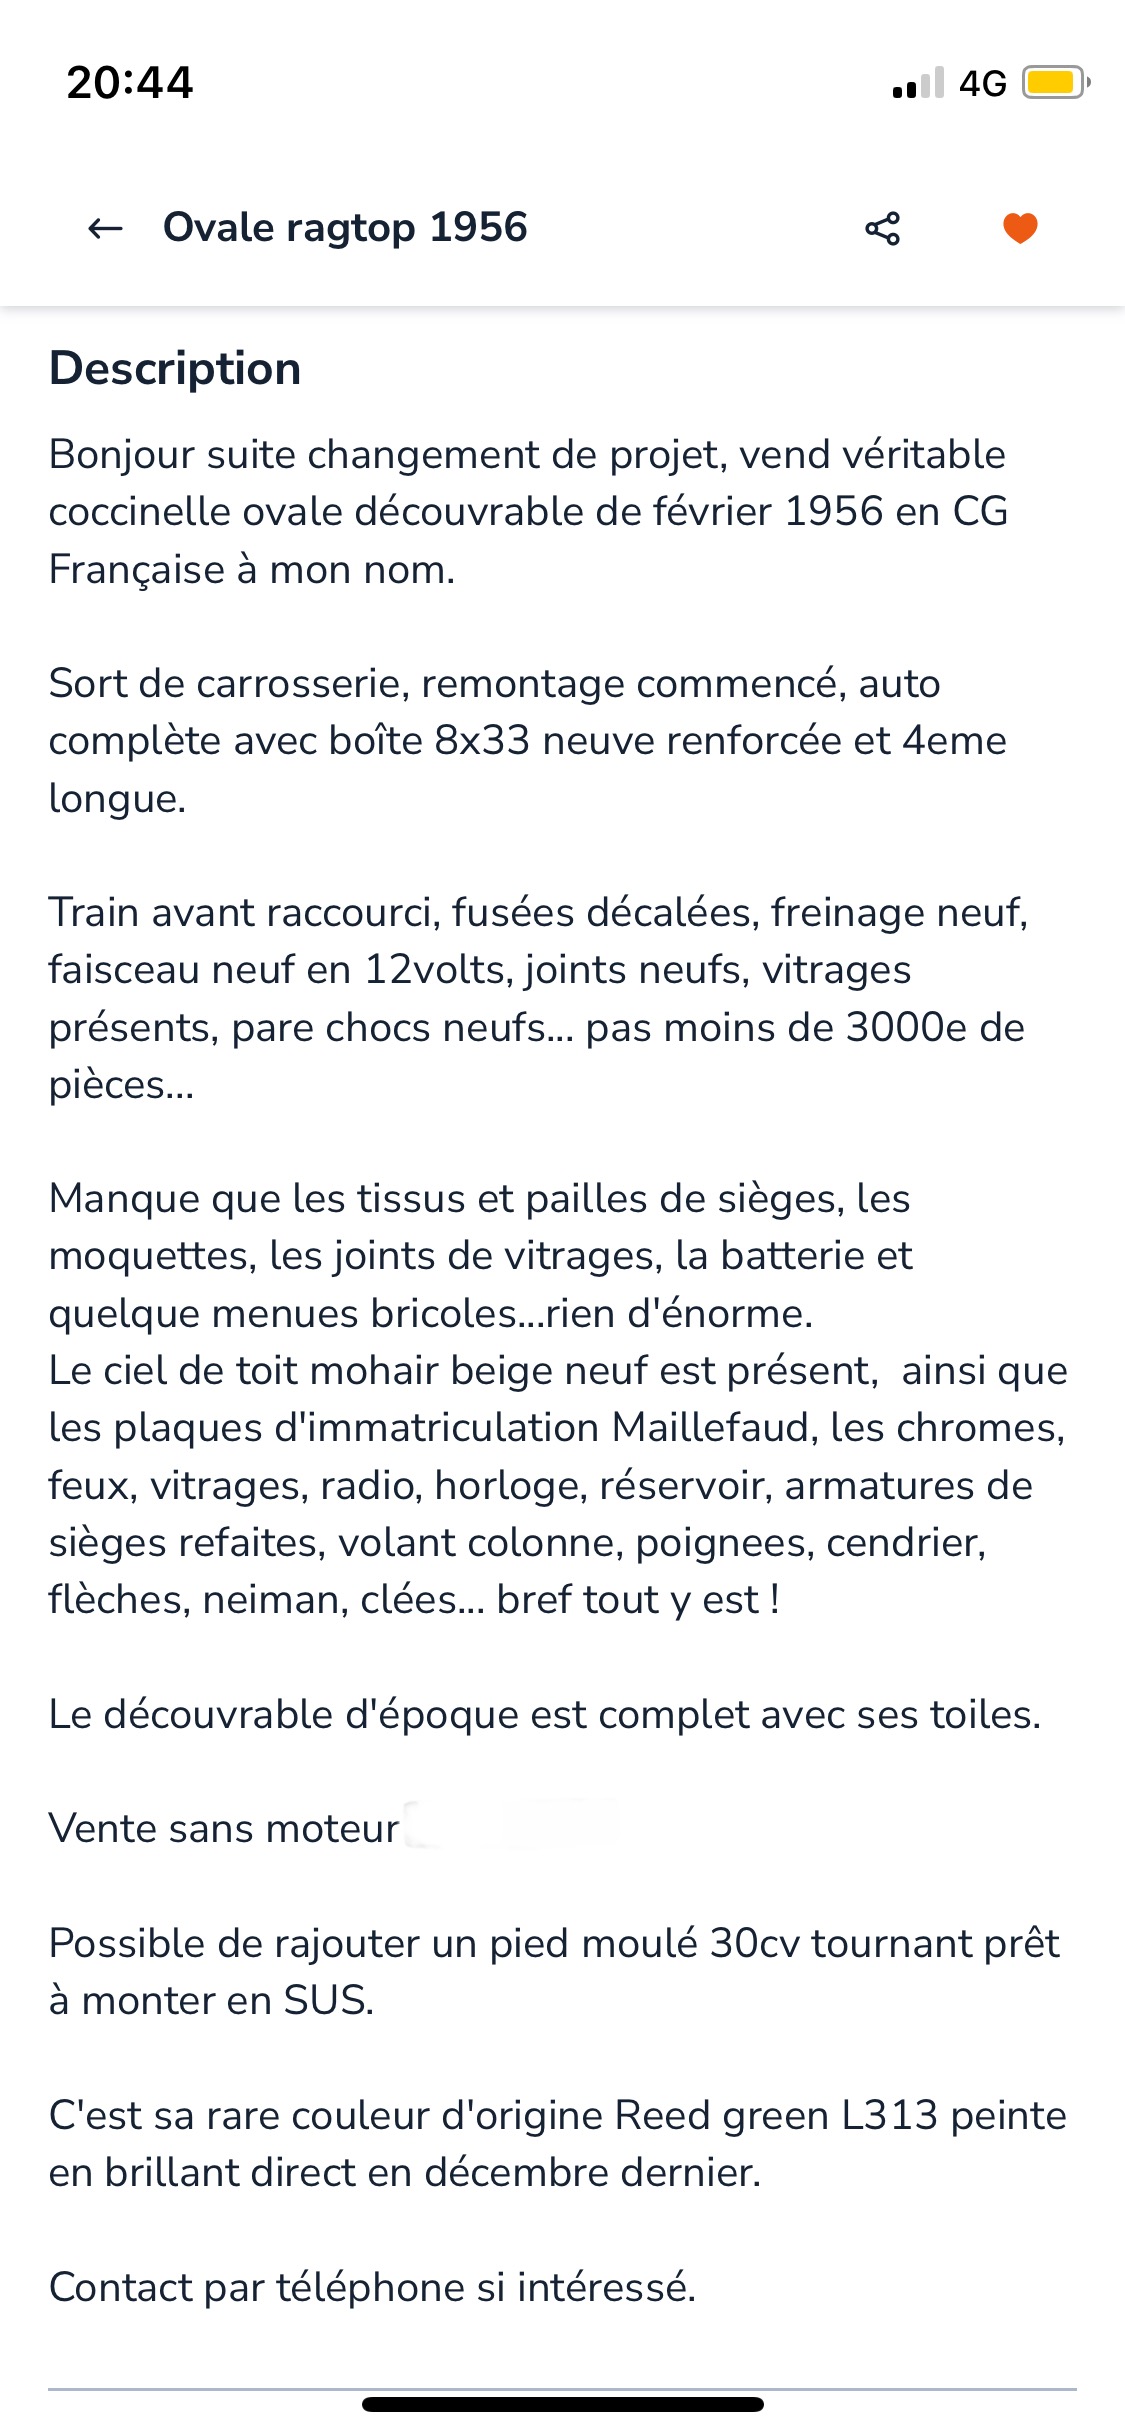 20:44
4G
Ovale ragtop 1956
Description
Bonjour suite changement de projet, vend véritable
coccinelle ovale découvrable de février 1956 en CG
Française à mon nom.
Sort de carrosserie, remontage commencé, auto
complète avec boîte 8x33 neuve renforcée et 4eme
longue.
Train avant raccourci, fusées décalées, freinage neuf,
faisceau neuf en 12volts, joints neufs, vitrages
présents, pare chocs neufs... pas moins de 3000e de
pièces...
Manque que les tissus et pailles de sièges, les
moquettes, les joints de vitrages, la batterie et
quelque menues bricoles...rien d'énorme.
Le ciel de toit mohair beige neuf est présent,  ainsi que
les plaques d'immatriculation Maillefaud, les chromes,
feux, vitrages, radio, horloge, réservoir, armatures de
sièges refaites, volant colonne, poignees, cendrier,
flèches, neiman, clées... bref tout y est !
Le découvrable d'époque est complet avec ses toiles.
Vente sans moteur
Possible de rajouter un pied moulé 30cv tournant prêt
à monter en SUS.
C'est sa rare couleur d'origine Reed green L313 peinte
en brillant direct en décembre dernier.
Contact par téléphone si intéressé.